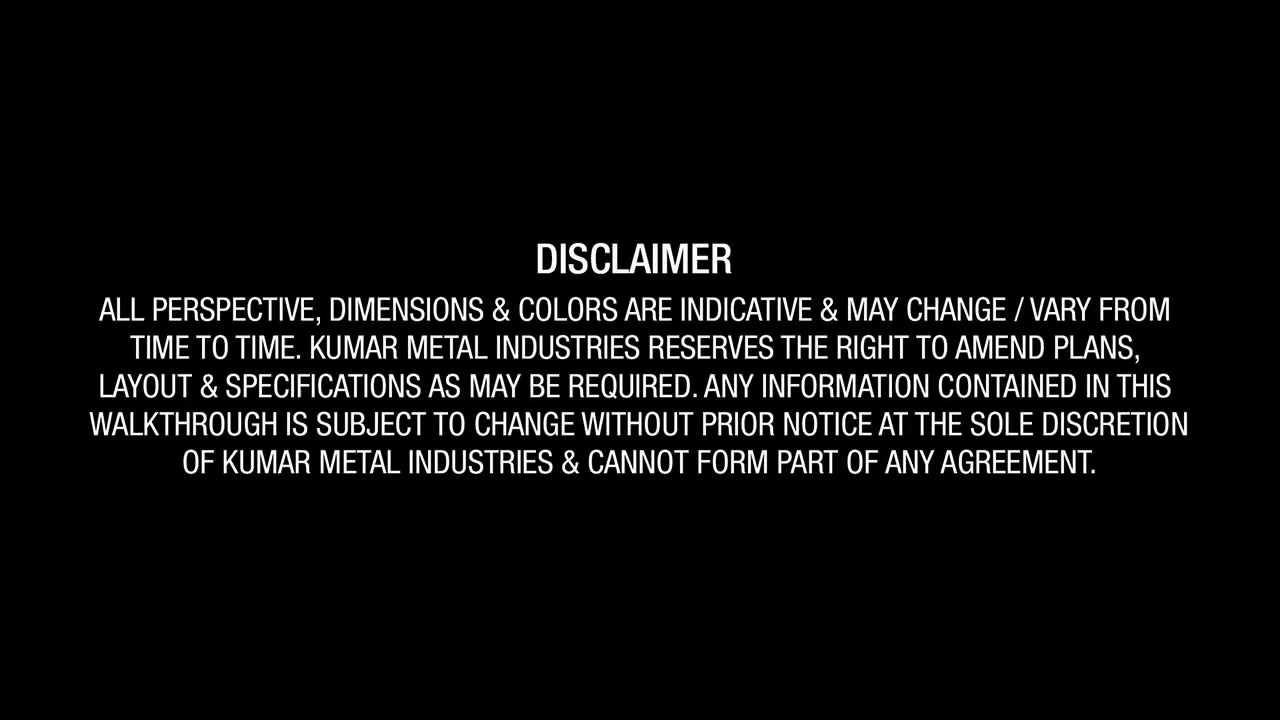 DISCLAIMER
ALL PERSPECTIVE, DIMENSIONS & COLORS ARE INDICATIVE & MAY CHANGE / VARY FROM
TIME TO TIME. KUMAR METAL INDUSTRIES RESERVES THE RIGHT TO AMEND PLANS,
LAYOUT & SPECIFICATIONS AS MAY BE REQUIRED. ANY INFORMATION CONTAINED IN THIS
WALKTHROUGH IS SUBJECT TO CHANGE WITHOUT PRIOR NOTICE AT THE SOLE DISCRETION
OF KUMAR METAL INDUSTRIES & CANNOT FORM PART OF ANY AGREEMENT.